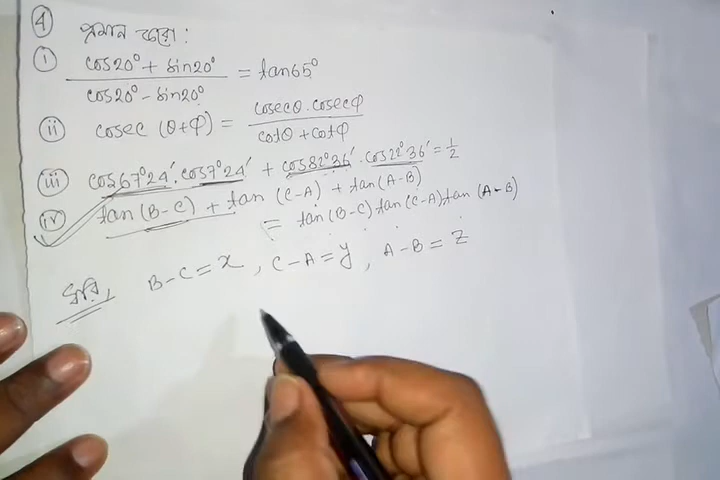 ④ প্রমান করো :
ⓘ cos20° + sin20° / cos20° - sin20° = tan65°
ⓘⓘ cosec (θ+φ) = cosecθ . cosecφ / cotθ + cotφ
ⓘⓘⓘ cos67°24′. cos7°24′ + cos82°36′. cos22°36′ = 1/2
ⓘⓥ tan (B-C) + tan (C-A) + tan(A-B)
= tan(B-C) tan(C-A) tan (A-B)
ধরি, B-C = x, C-A = y, A-B = z